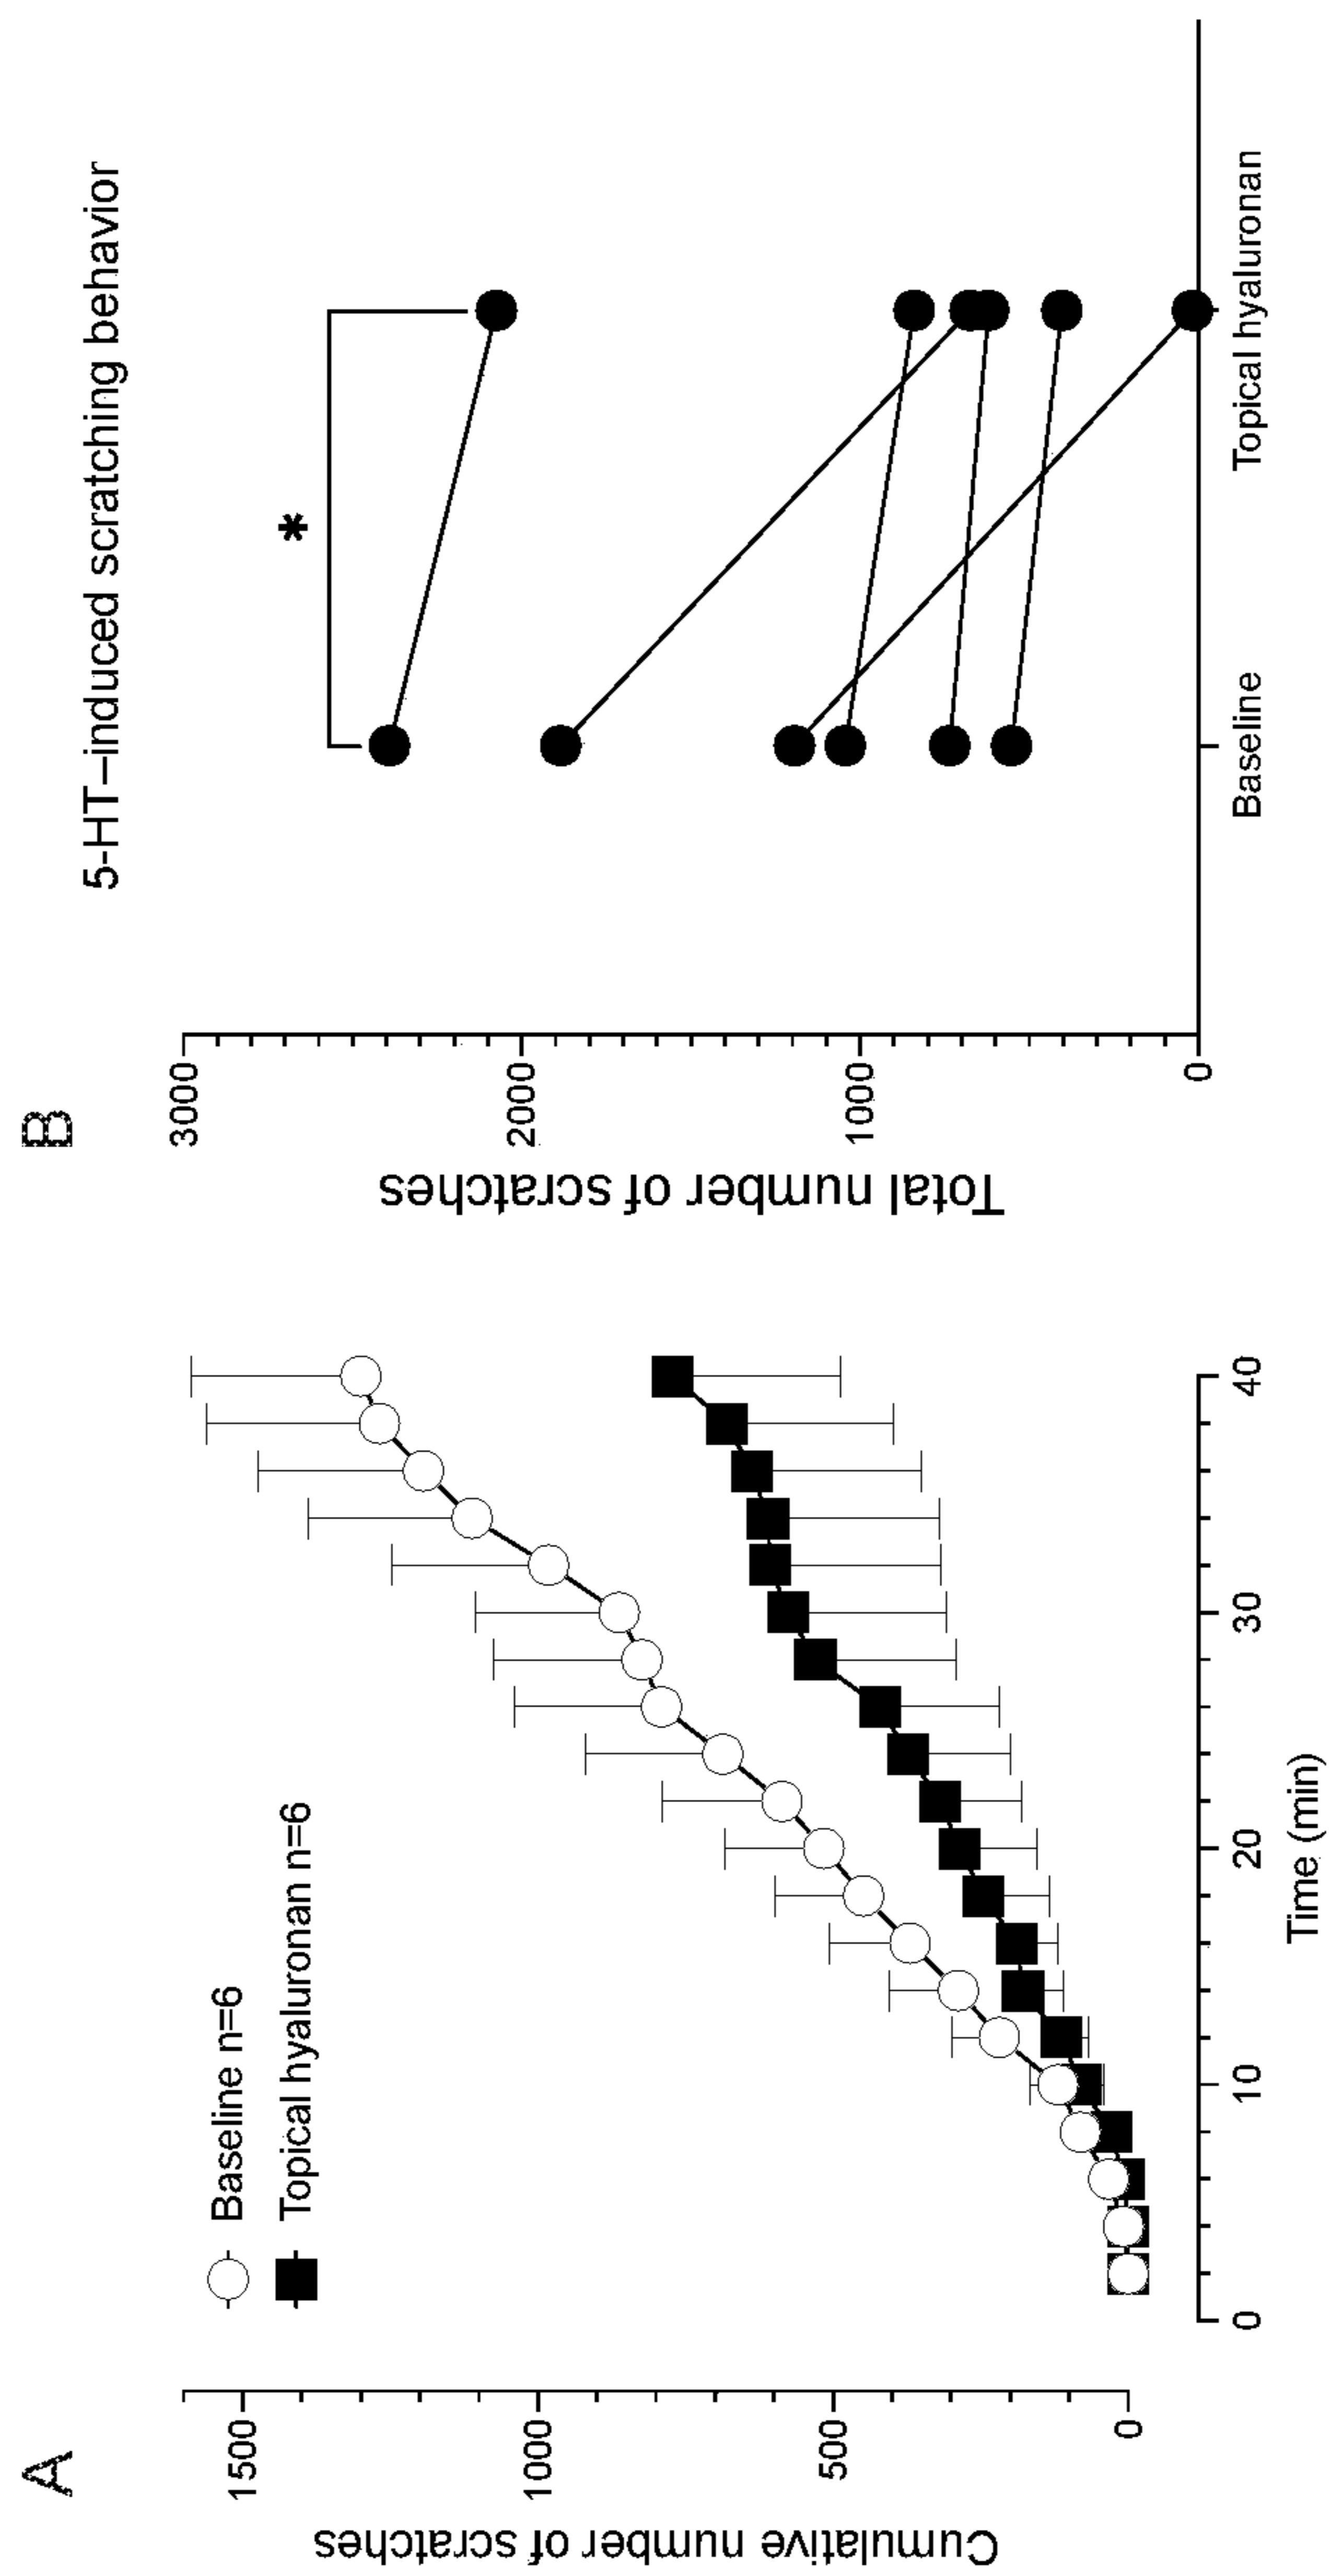 A
Cumulative number of scratches
1500
1000
500
0
Baseline n=6
Topical hyaluronan n=6
0
10
20
30
40
Time (min)
B
5-HT–induced scratching behavior
Total number of scratches
3000
2000
1000
0
*
Baseline
Topical hyaluronan